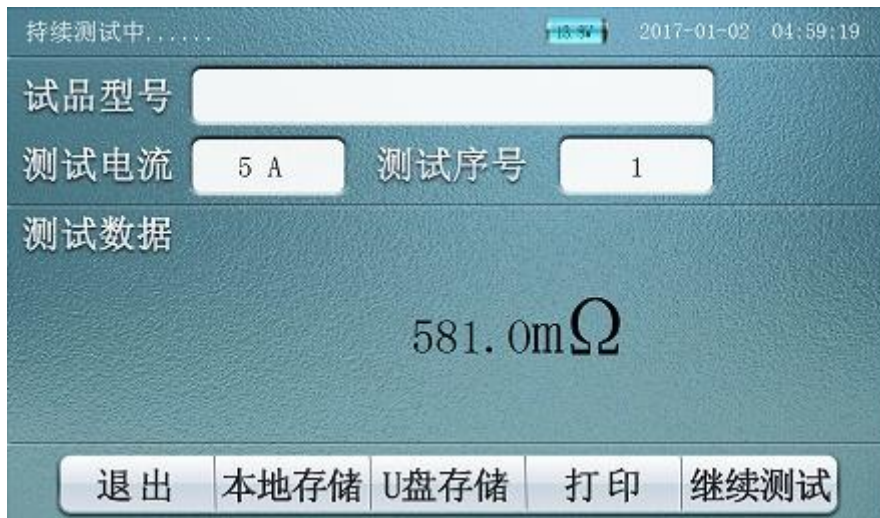 持续测试中...... 2017-01-02 04:59:19
试品型号
测试电流 5 A 测试序号 1
测试数据
581.0mΩ
退出 本地存储 U盘存储 打印 继续测试